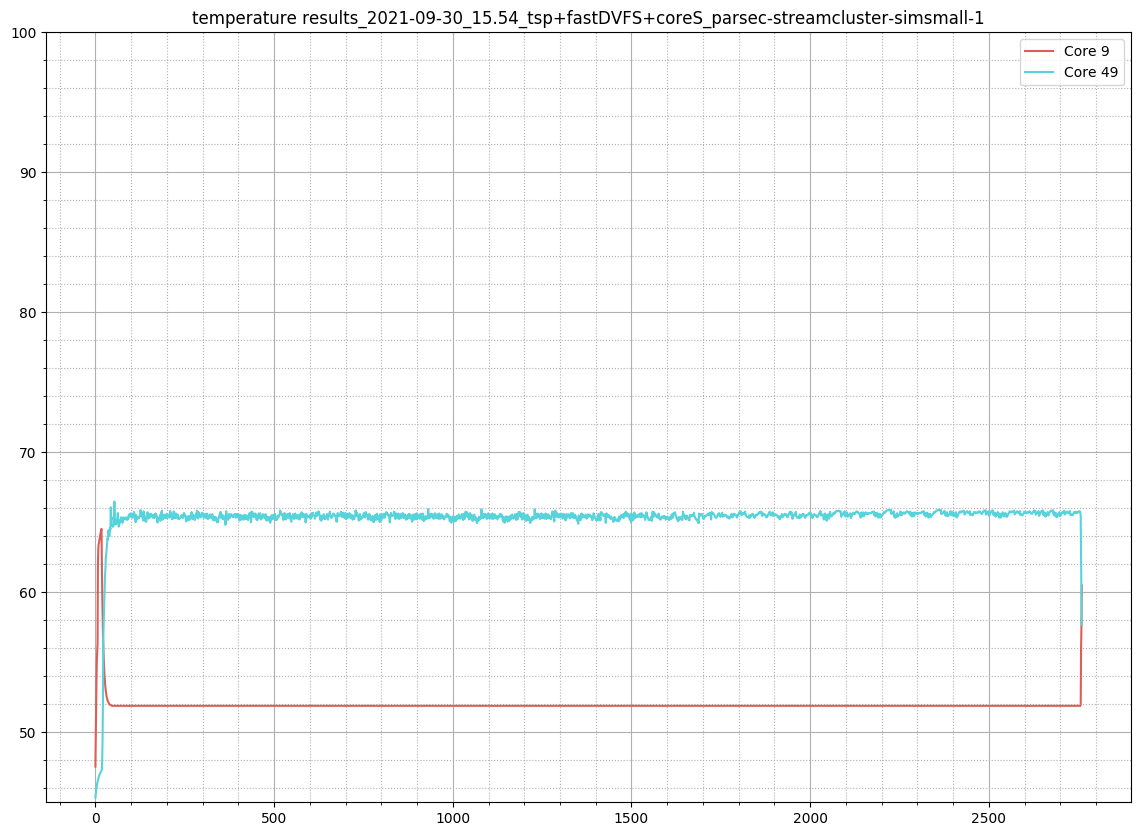 temperature results_2021-09-30_15.54_tsp+fastDVFS+coreS_parsec-streamcluster-simsmall-1
100
90
80
70
60
50
Core 9
Core 49
0 500 1000 1500 2000 2500